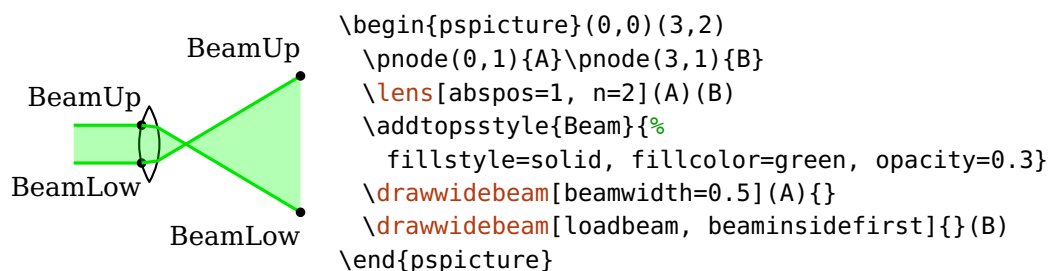 BeamUp
BeamUp
BeamLow
BeamLow
\begin{pspicture}(0,0)(3,2)
\pnode(0,1){A}\pnode(3,1){B}
\lens[abspos=1, n=2](A)(B)
\addtopsstyle{Beam}{%
fillstyle=solid, fillcolor=green, opacity=0.3}
\drawwidebeam[beamwidth=0.5](A){}
\drawwidebeam[loadbeam, beaminsidefirst]{}(B)
\end{pspicture}